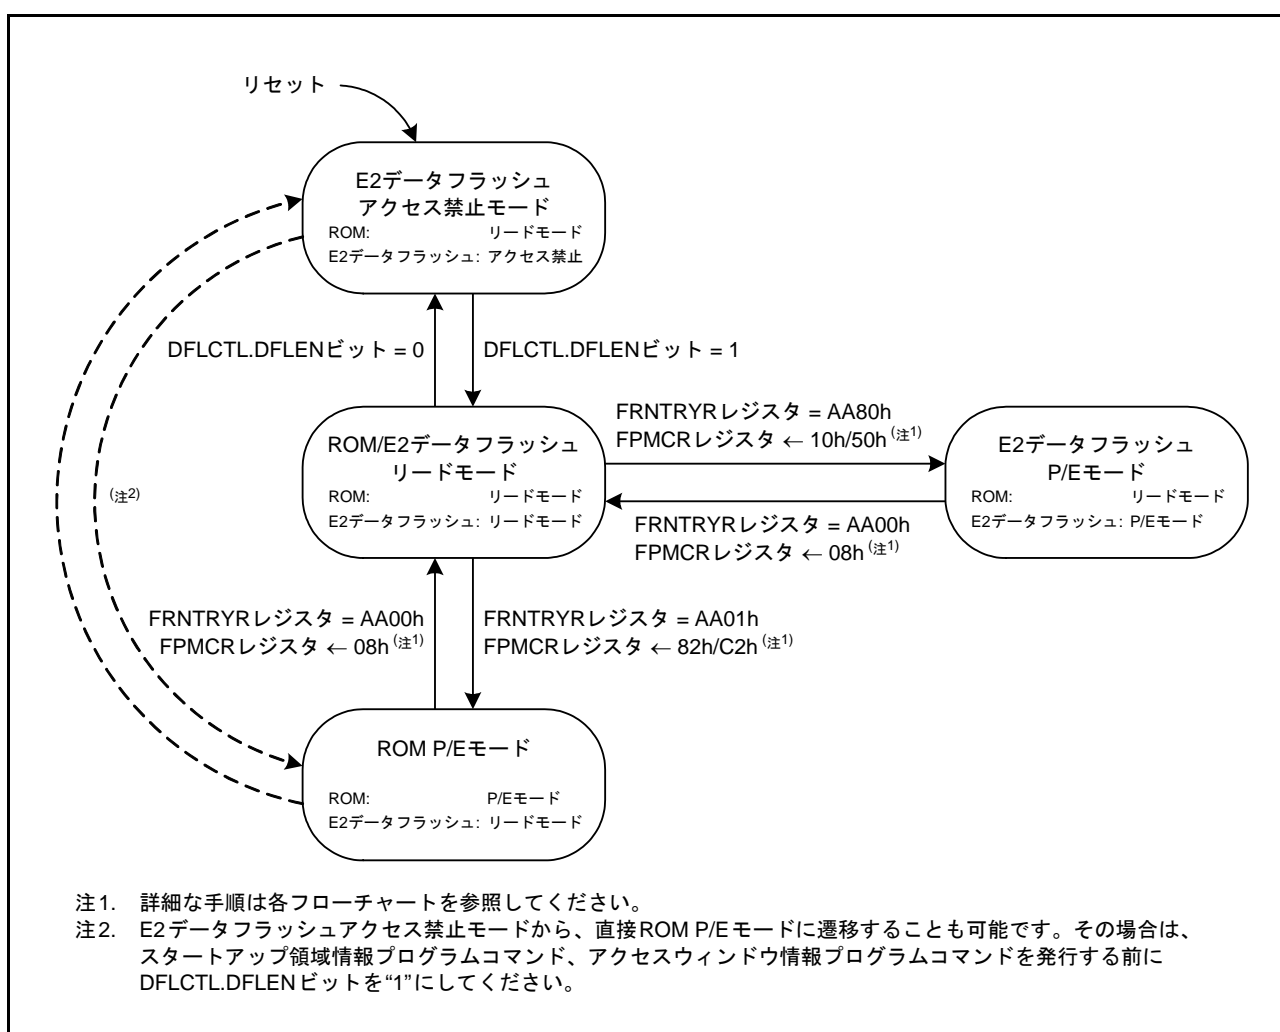 リセット
E2データフラッシュ
アクセス禁止モード
ROM: リードモード
E2データフラッシュ: アクセス禁止
DFLCTL.DFLENビット = 0
DFLCTL.DFLENビット = 1
FRNTRYRレジスタ = AA80h
FPMCRレジスタ ← 10h/50h (注1)
ROM/E2データフラッシュ
リードモード
ROM: リードモード
E2データフラッシュ: リードモード
E2データフラッシュ
P/Eモード
ROM: リードモード
E2データフラッシュ: P/Eモード
(注2)
FRNTRYRレジスタ = AA00h
FPMCRレジスタ ← 08h (注1)
FRNTRYRレジスタ = AA00h
FPMCRレジスタ ← 08h (注1)
FRNTRYRレジスタ = AA01h
FPMCRレジスタ ← 82h/C2h (注1)
ROM P/Eモード
ROM: P/Eモード
E2データフラッシュ: リードモード
注1. 詳細な手順は各フローチャートを参照してください。
注2. E2データフラッシュアクセス禁止モードから、直接ROM P/Eモードに遷移することも可能です。その場合は、
スタートアップ領域情報プログラムコマンド、アクセスウィンドウ情報プログラムコマンドを発行する前に
DFLCTL.DFLENビットを“1”にしてください。